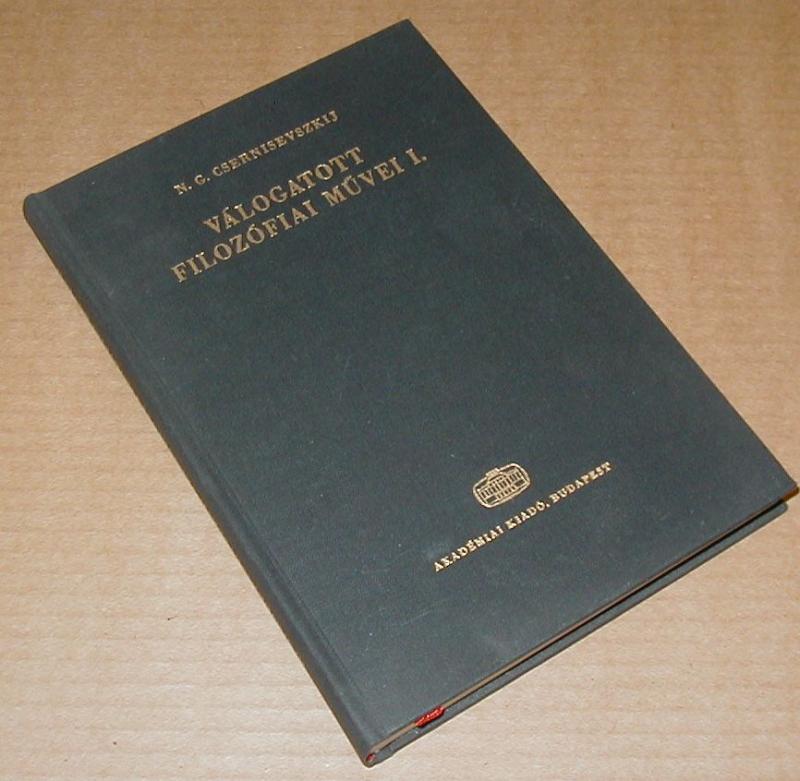 N. G. CSERNISEVSZKIJ
VÁLOGATOTT
FILOZÓFIAI MŰVEI I.
AKADÉMIAI KIADÓ, BUDAPEST